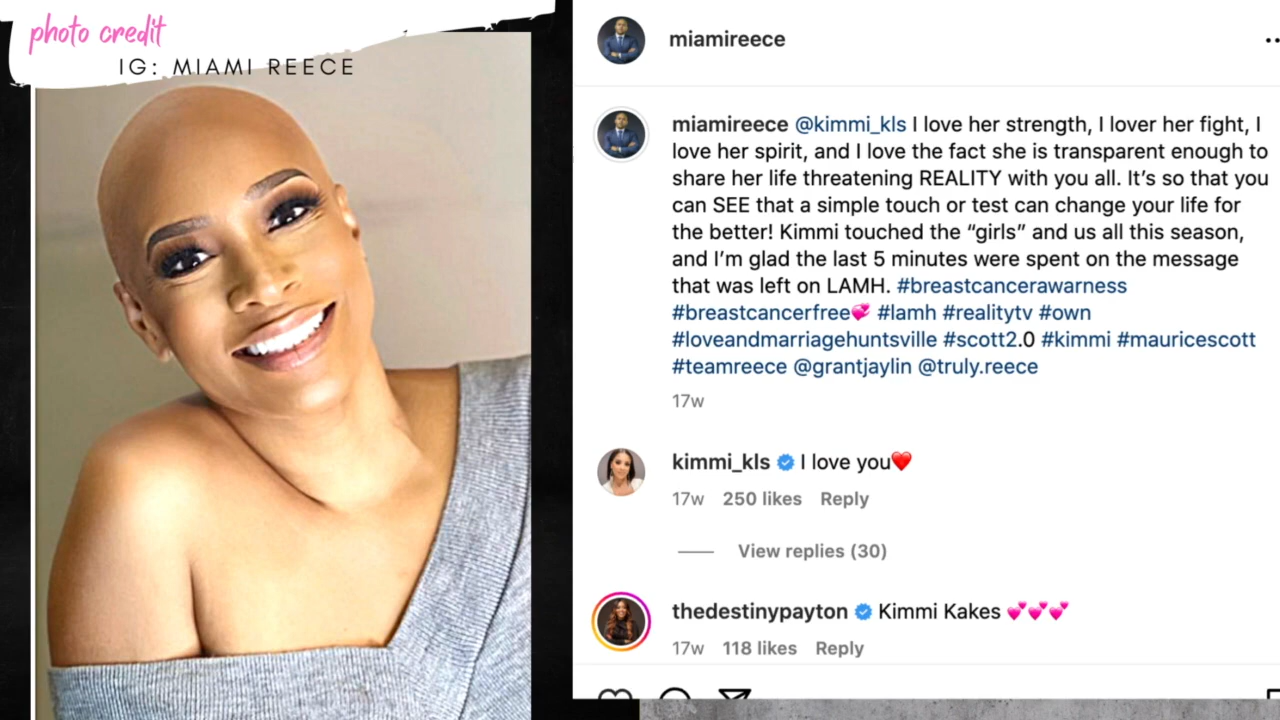 photo credit
IG: MIAMI REECE
miamireece
miamireece @kimmi_kls I love her strength, I lover her fight, I
love her spirit, and I love the fact she is transparent enough to
share her life threatening REALITY with you all. It’s so that you
can SEE that a simple touch or test can change your life for
the better! Kimmi touched the “girls” and us all this season,
and I’m glad the last 5 minutes were spent on the message
that was left on LAMH. #breastcancerawarness
#breastcancerfree💞 #lamh #realitytv #own
#loveandmarriagehuntsville #scott2.0 #kimmi #mauricescott
#teamreece @grantjaylin @truly.reece
17w
kimmi_kls I love you❤️
17w 250 likes Reply
View replies (30)
thedestinypayton Kimmi Kakes 💕💕💕
17w 118 likes Reply